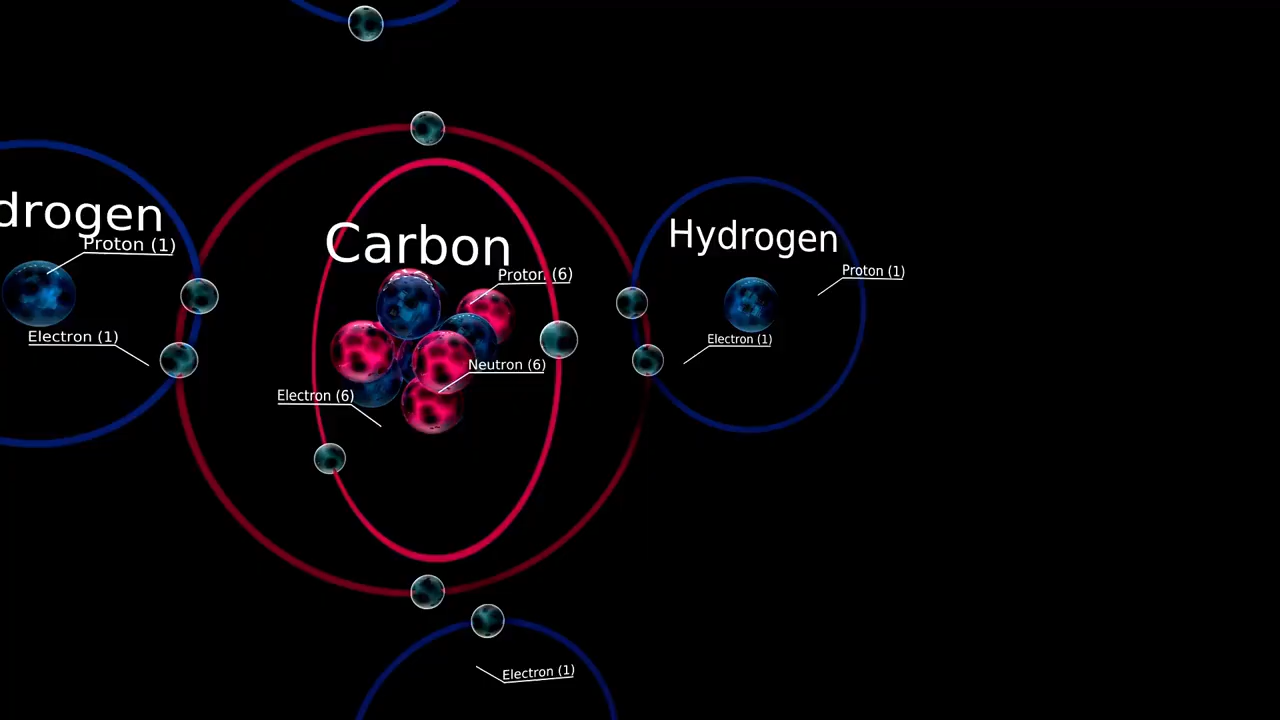 drogen
Proton (1)
Electron (1)
Carbon
Proton (6)
Neutron (6)
Electron (6)
Hydrogen
Proton (1)
Electron (1)
Electron (1)